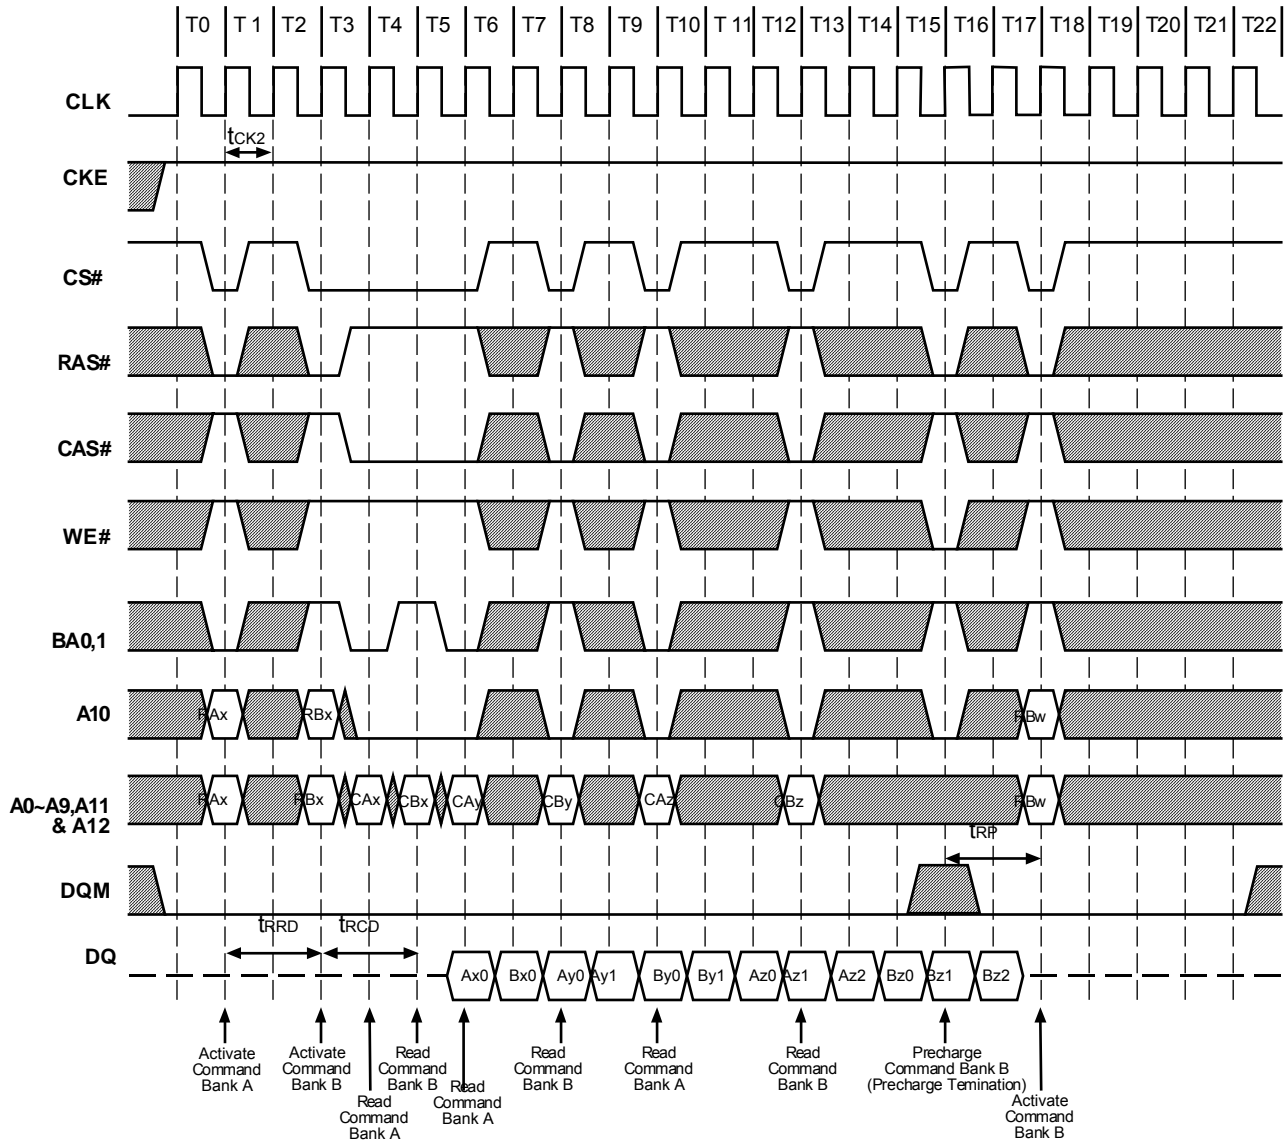 T0 T 1 T2 T3 T4 T5 T6 T7 T8 T9 T10 T 11 T12 T13 T14 T15 T16 T17 T18 T19 T20 T21 T22
CLK
tCK2
CKE
CS#
RAS#
CAS#
WE#
BA0,1
A10
RAx RBx RBw
A0~A9,A11
& A12
RAx RBx CAx CBx CAy CBy CAz CBz RBw
tRP
DQM
tRRD tRCD
DQ
Ax0 Bx0 Ay0 Ay1 By0 By1 Az0 Az1 Az2 Bz0 Bz1 Bz2
Activate
Command
Bank A
Activate
Command
Bank B
Read
Command
Bank A
Read
Command
Bank B
Read
Command
Bank A
Read
Command
Bank B
Read
Command
Bank A
Read
Command
Bank B
Precharge
Command Bank B
(Precharge Temination)
Activate
Command
Bank B